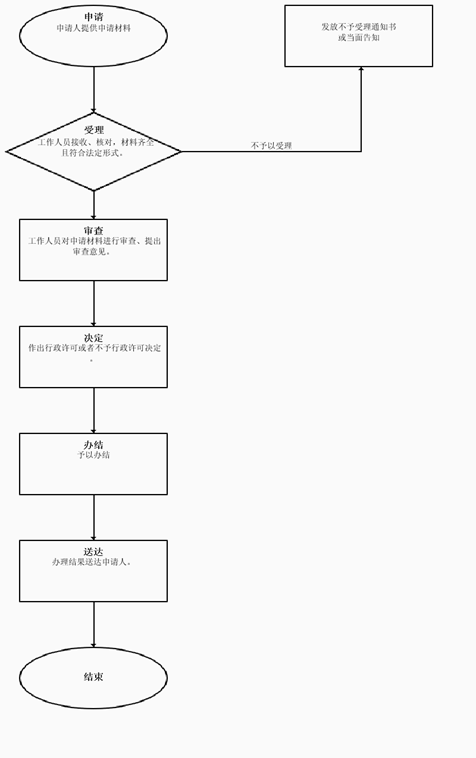 申请
申请人提供申请材料
发放不予受理通知书
或当面告知
受理
工作人员接收、核对，材料齐全
且符合法定形式。
不予以受理
审查
工作人员对申请材料进行审查、提出
审查意见。
决定
作出行政许可或者不予行政许可决定
。
办结
予以办结
送达
办理结果送达申请人。
结束